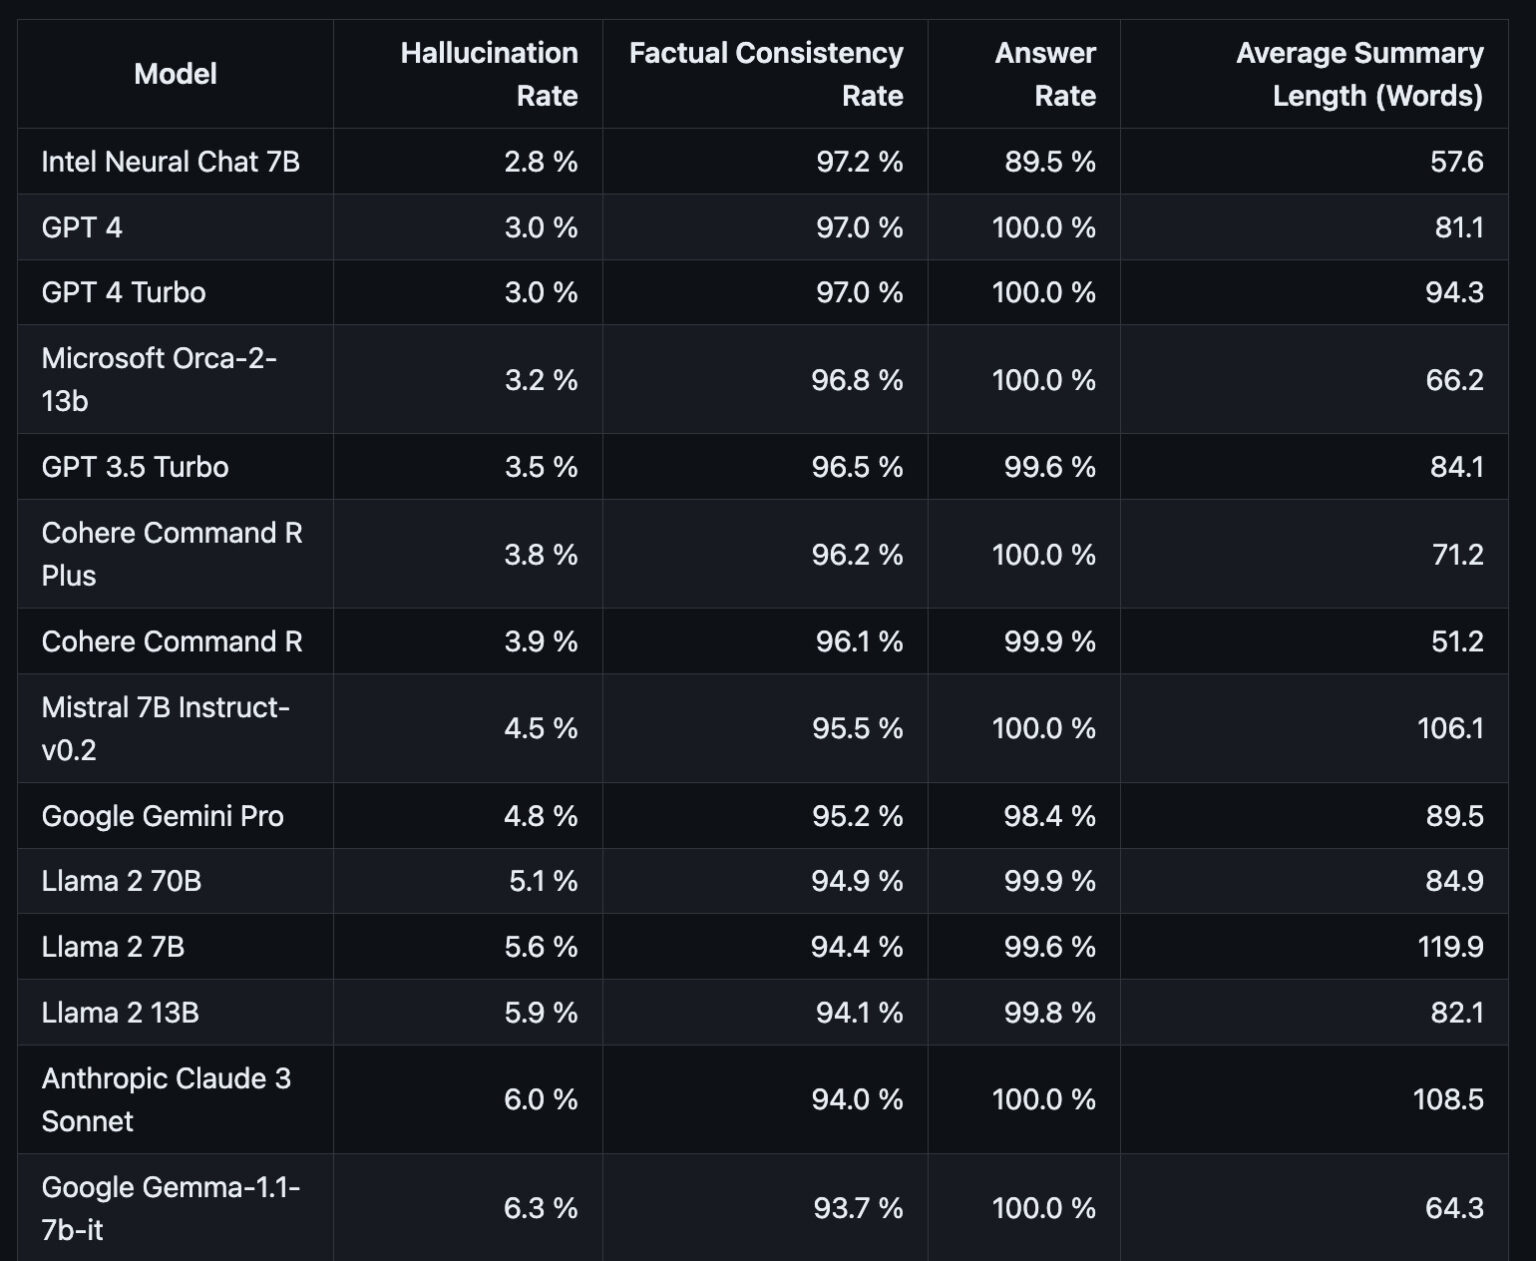 Model Hallucination Rate Factual Consistency Rate Answer Rate Average Summary Length (Words)
Intel Neural Chat 7B 2.8 % 97.2 % 89.5 % 57.6
GPT 4 3.0 % 97.0 % 100.0 % 81.1
GPT 4 Turbo 3.0 % 97.0 % 100.0 % 94.3
Microsoft Orca-2-13b 3.2 % 96.8 % 100.0 % 66.2
GPT 3.5 Turbo 3.5 % 96.5 % 99.6 % 84.1
Cohere Command R Plus 3.8 % 96.2 % 100.0 % 71.2
Cohere Command R 3.9 % 96.1 % 99.9 % 51.2
Mistral 7B Instruct-v0.2 4.5 % 95.5 % 100.0 % 106.1
Google Gemini Pro 4.8 % 95.2 % 98.4 % 89.5
Llama 2 70B 5.1 % 94.9 % 99.9 % 84.9
Llama 2 7B 5.6 % 94.4 % 99.6 % 119.9
Llama 2 13B 5.9 % 94.1 % 99.8 % 82.1
Anthropic Claude 3 Sonnet 6.0 % 94.0 % 100.0 % 108.5
Google Gemma-1.1-7b-it 6.3 % 93.7 % 100.0 % 64.3